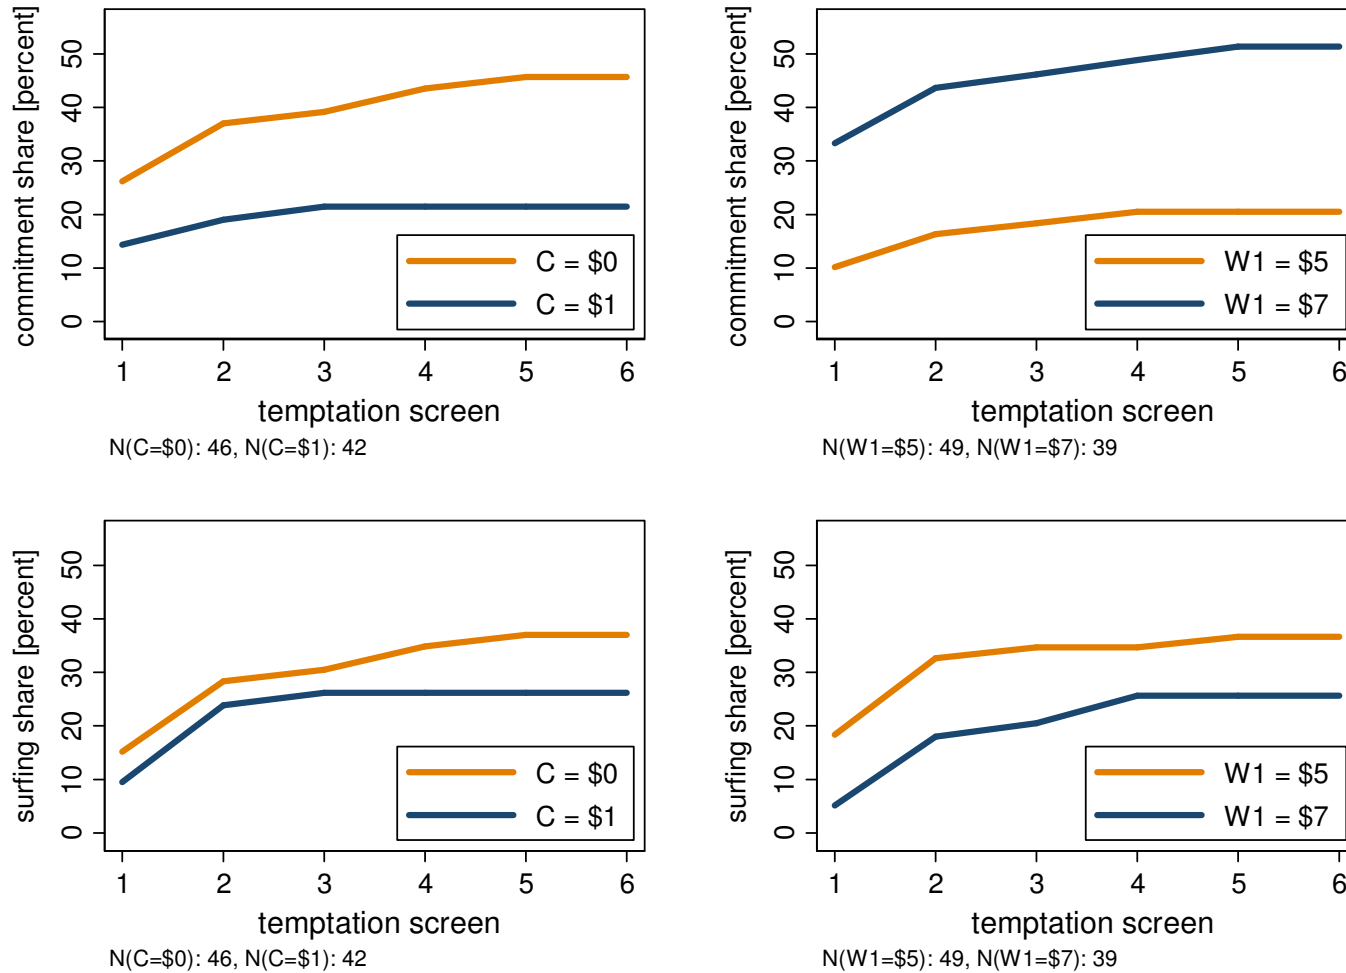 commitment share [percent]
50
40
30
20
10
0
C = $0
C = $1
1 2 3 4 5 6
temptation screen
N(C=$0): 46, N(C=$1): 42
commitment share [percent]
50
40
30
20
10
0
W1 = $5
W1 = $7
1 2 3 4 5 6
temptation screen
N(W1=$5): 49, N(W1=$7): 39
surfing share [percent]
50
40
30
20
10
0
C = $0
C = $1
1 2 3 4 5 6
temptation screen
N(C=$0): 46, N(C=$1): 42
surfing share [percent]
50
40
30
20
10
0
W1 = $5
W1 = $7
1 2 3 4 5 6
temptation screen
N(W1=$5): 49, N(W1=$7): 39